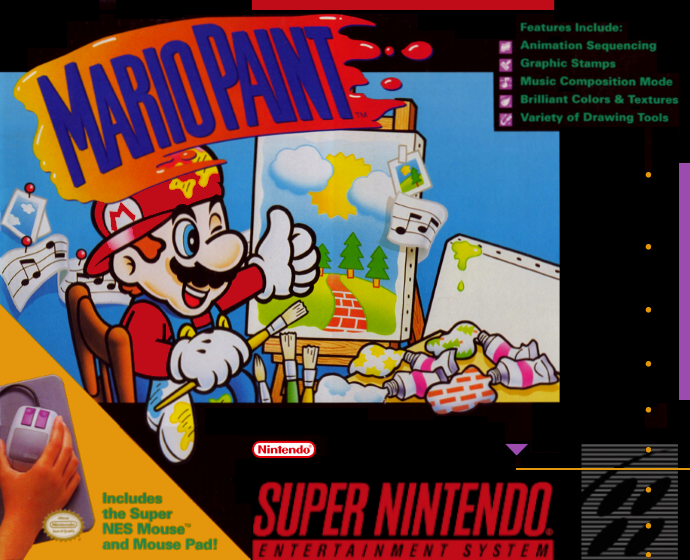 Features Include:
Animation Sequencing
Graphic Stamps
Music Composition Mode
Brilliant Colors & Textures
Variety of Drawing Tools
MARIO PAINT™
M
Nintendo
Includes
the Super
NES Mouse™
and Mouse Pad!
SUPER NINTENDO®
ENTERTAINMENT SYSTEM